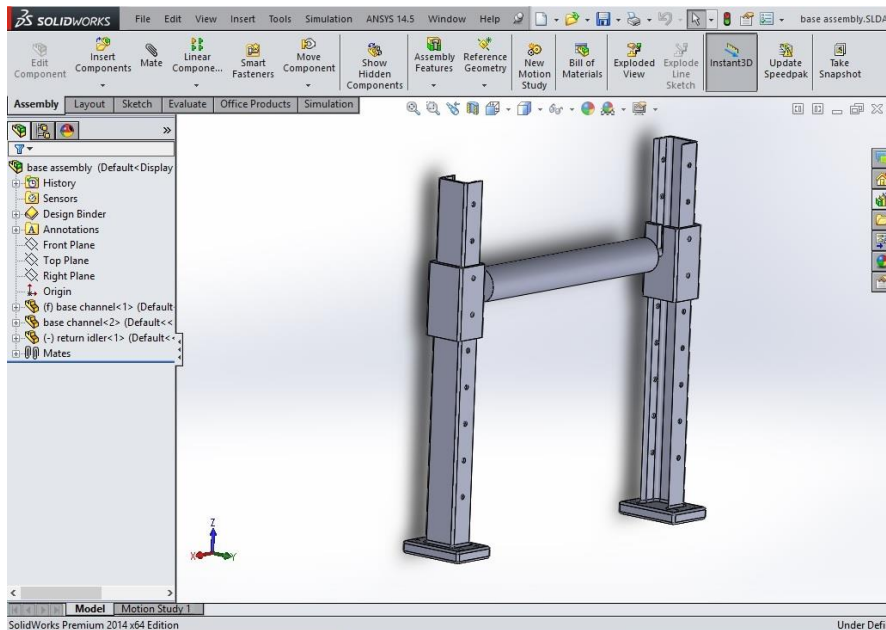 SOLIDWORKS File Edit View Insert Tools Simulation ANSYS 14.5 Window Help base assembly.SLDA
Edit Component
Insert Components
Mate
Linear Compone...
Smart Fasteners
Move Component
Show Hidden Components
Assembly Features
Reference Geometry
New Motion Study
Bill of Materials
Exploded View
Explode Line Sketch
Instant3D
Update Speedpak
Take Snapshot
Assembly Layout Sketch Evaluate Office Products Simulation
base assembly (Default<Display
History
Sensors
Design Binder
Annotations
Front Plane
Top Plane
Right Plane
Origin
(f) base channel<1> (Default
base channel<2> (Default<<
(-) return idler<1> (Default<
Mates
Z
X
Y
Model Motion Study 1
SolidWorks Premium 2014 x64 Edition Under Defi